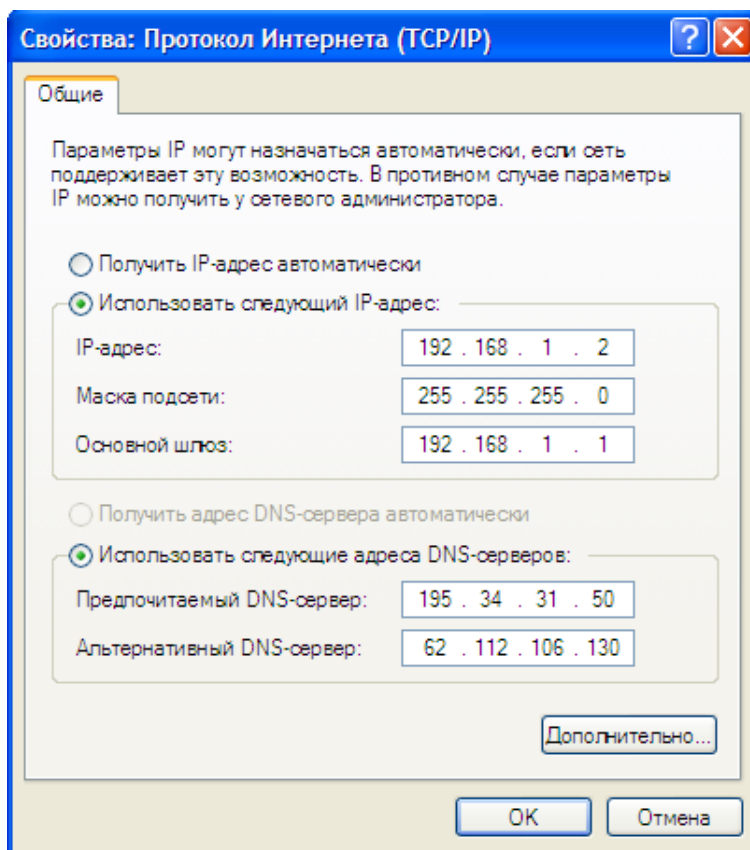 Свойства: Протокол Интернета (TCP/IP)
Общие
Параметры IP могут назначаться автоматически, если сеть
поддерживает эту возможность. В противном случае параметры
IP можно получить у сетевого администратора.
Получить IP-адрес автоматически
Использовать следующий IP-адрес:
IP-адрес: 192 . 168 . 1 . 2
Маска подсети: 255 . 255 . 255 . 0
Основной шлюз: 192 . 168 . 1 . 1
Получить адрес DNS-сервера автоматически
Использовать следующие адреса DNS-серверов:
Предпочитаемый DNS-сервер: 195 . 34 . 31 . 50
Альтернативный DNS-сервер: 62 . 112 . 106 . 130
Дополнительно...
OK Отмена